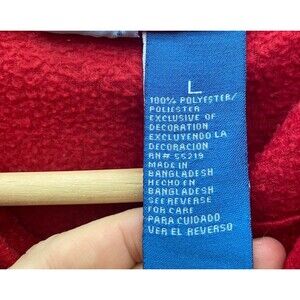 L
100% POLYESTER/
POLIESTER
EXCLUSIVE OF
DECORATION
EXCLUYENDO LA
DECORACION
RN# 55219
MADE IN
BANGLADESH
HECHO EN
BANGLADESH
SEE REVERSE
FOR CARE
PARA CUIDADO
VER EL REVERSO